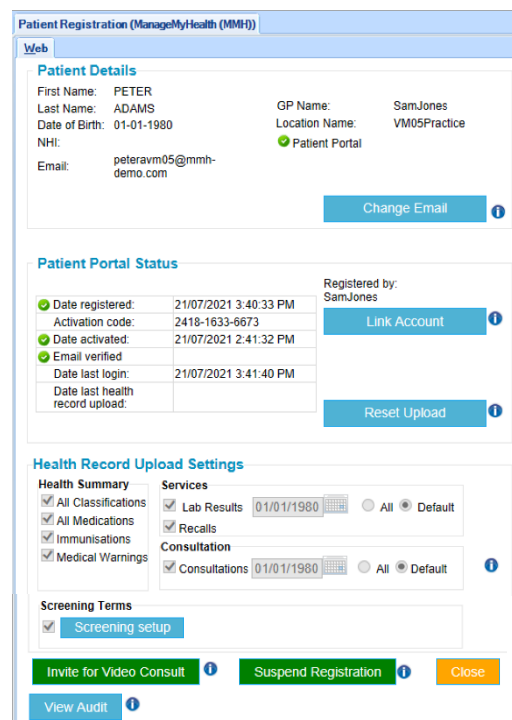 Patient Registration (ManageMyHealth (MMH))
Web
Patient Details
First Name: PETER
Last Name: ADAMS
GP Name: SamJones
Date of Birth: 01-01-1980
Location Name: VM05Practice
NHI:
Patient Portal
Email: peteravm05@mmh-
demo.com
Change Email
Patient Portal Status
Registered by:
SamJones
Date registered: 21/07/2021 3:40:33 PM
Activation code: 2418-1633-6673
Link Account
Date activated: 21/07/2021 2:41:32 PM
Email verified
Date last login: 21/07/2021 3:41:40 PM
Date last health
record upload:
Reset Upload
Health Record Upload Settings
Health Summary
Services
All Classifications
Lab Results 01/01/1980 All Default
All Medications
Recalls
Immunisations
Consultation
Medical Warnings
Consultations 01/01/1980 All Default
Screening Terms
Screening setup
Invite for Video Consult
Suspend Registration
Close
View Audit